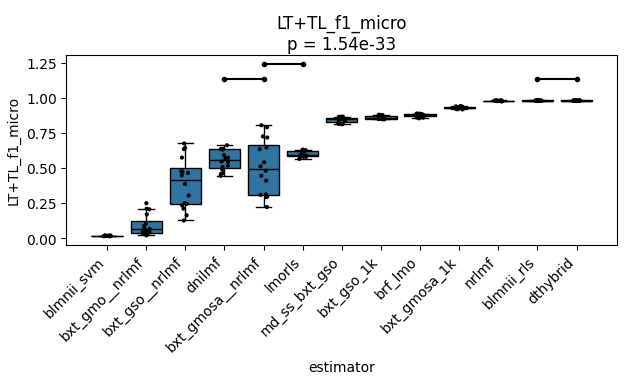 LT+TL_f1_micro
p = 1.54e-33
LT+TL_f1_micro
1.25
1.00
0.75
0.50
0.25
0.00
blmnii_svm
bxt_gmo__nrlmf
bxt_gso__nrlmf
dnilmf
bxt_gmosa__nrlmf
lmorls
md_ss_bxt_gso
bxt_gso_1k
brf_lmo
bxt_gmosa_1k
nrlmf
blmnii_rls
dthybrid
estimator